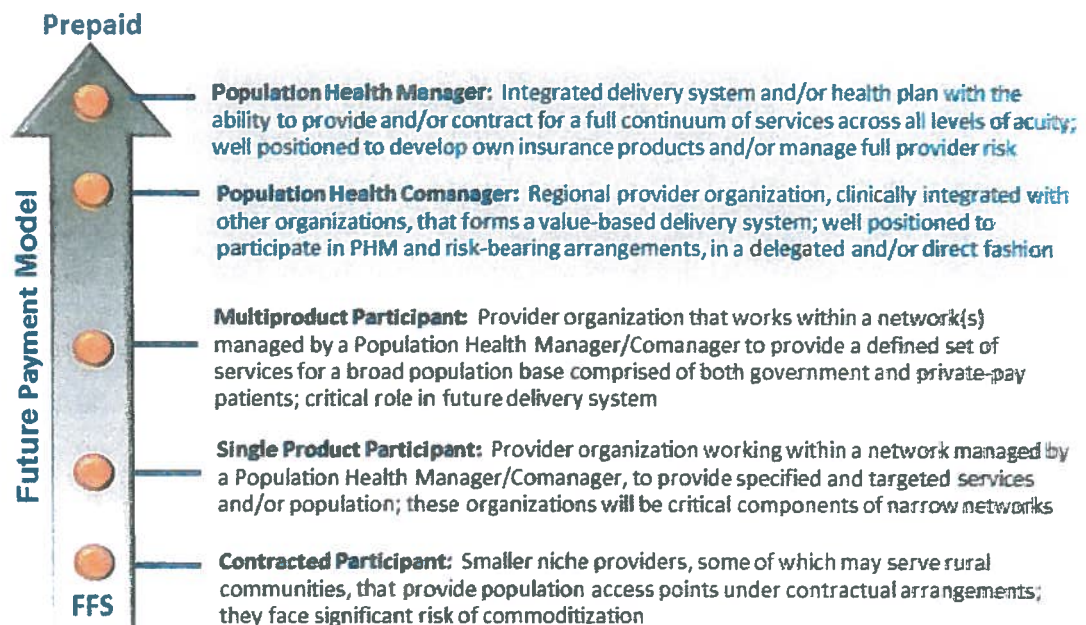 Prepaid
Population Health Manager: Integrated delivery system and/or health plan with the
ability to provide and/or contract for a full continuum of services across all levels of acuity;
well positioned to develop own insurance products and/or manage full provider risk
Population Health Comanager: Regional provider organization, clinically integrated with
other organizations, that forms a value-based delivery system; well positioned to
participate in PHM and risk-bearing arrangements, in a delegated and/or direct fashion
Multiproduct Participant: Provider organization that works within a network(s)
managed by a Population Health Manager/Comanager to provide a defined set of
services for a broad population base comprised of both government and private-pay
patients; critical role in future delivery system
Single Product Participant: Provider organization working within a network managed by
a Population Health Manager/Comanager, to provide specified and targeted services
and/or population; these organizations will be critical components of narrow networks
Contracted Participant: Smaller niche providers, some of which may serve rural
communities, that provide population access points under contractual arrangements;
they face significant risk of commoditization
FFS
Future Payment Model